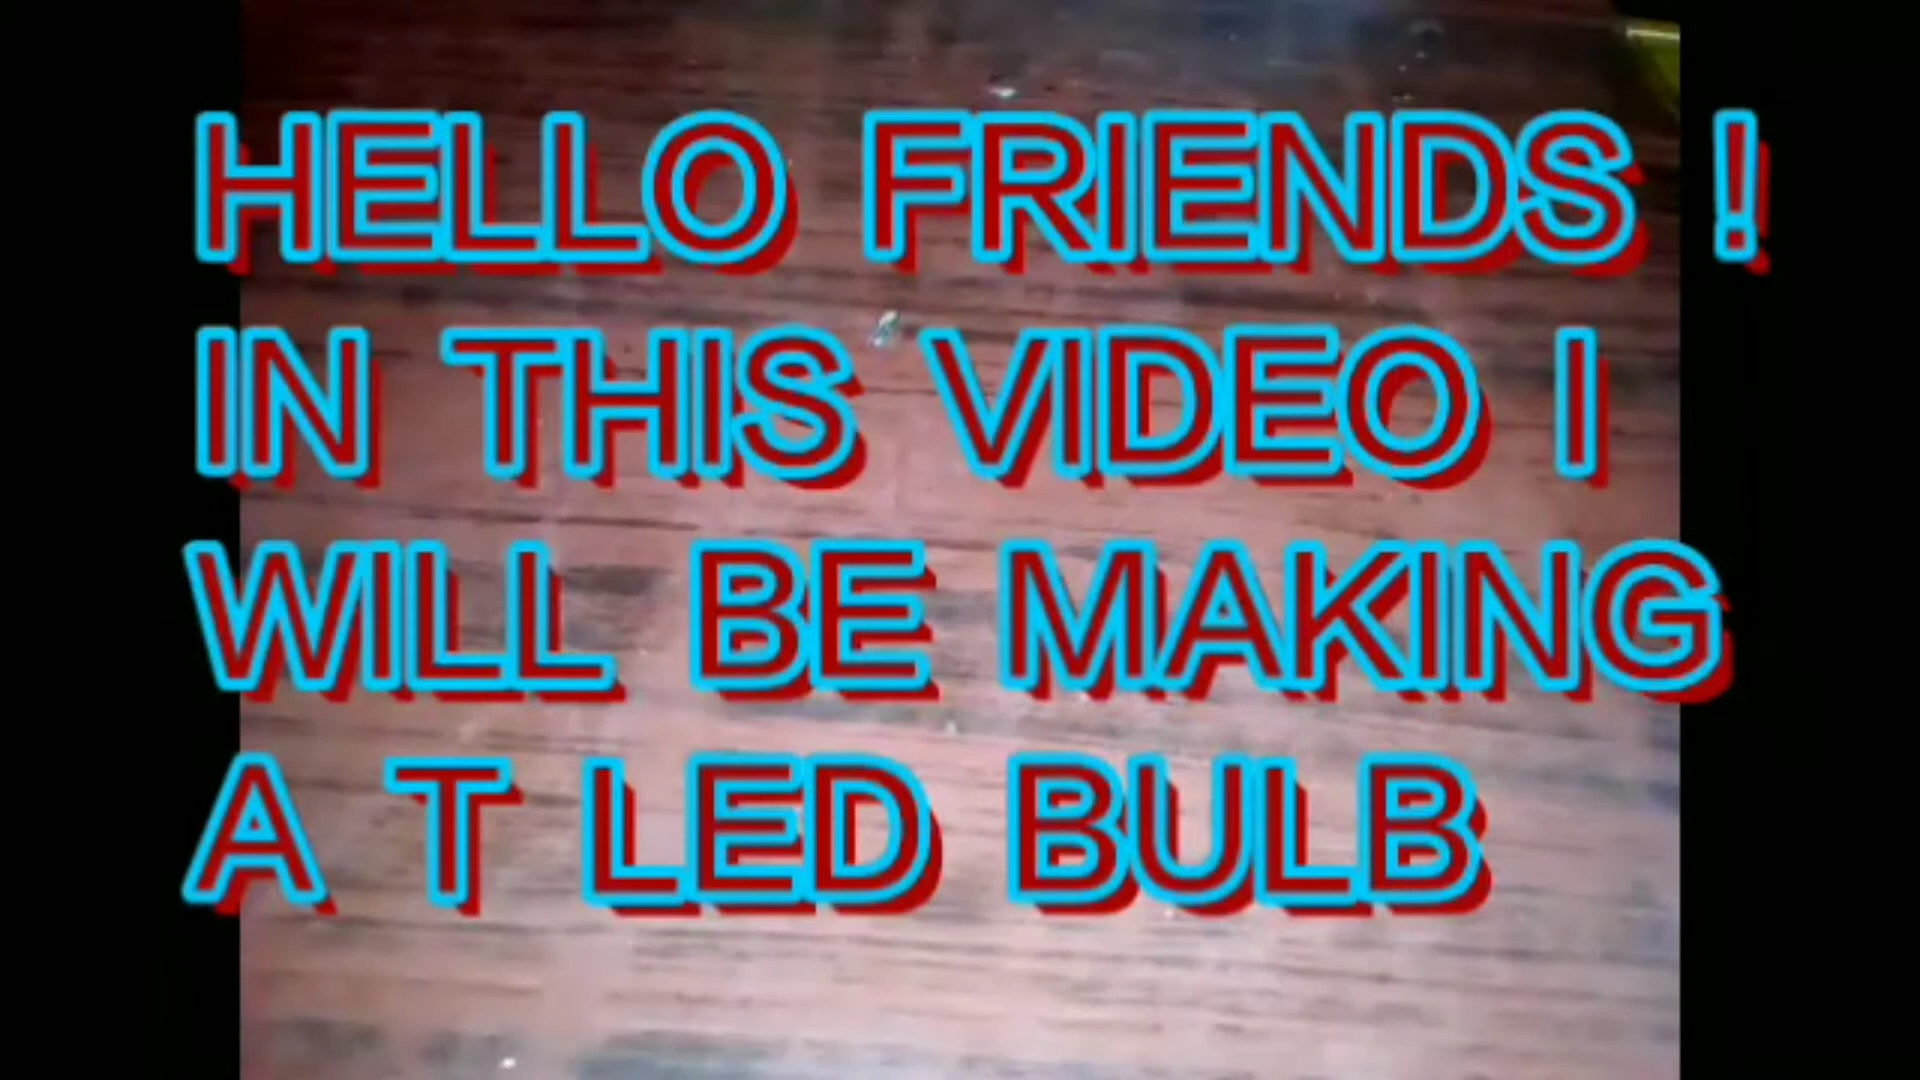 HELLO FRIENDS !
IN THIS VIDEO I
WILL BE MAKING
A T LED BULB